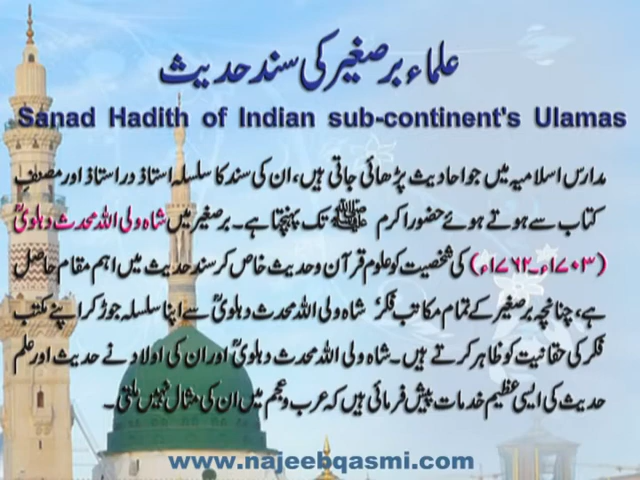 علماء بر صغیر کی سند حدیث
Sanad Hadith of Indian sub-continent's Ulamas
مدارس اسلامیہ میں جو احادیث پڑھائی جاتی ہیں، ان کی سند کا سلسلہ استاذ در استاذ اور مصنفِ
کتاب سے ہوتے ہوئے حضور اکرم ﷺ تک پہنچتا ہے۔ برصغیر میں شاہ ولی اللہ محدث دہلویؒ
(۱۷۰۳ء۔۱۷۶۲ء) کی شخصیت کو علوم قرآن وحدیث خاص کر سند حدیث میں اہم مقام حاصل
ہے، چنانچہ برصغیر کے تمام مکاتب فکر شاہ ولی اللہ محدث دہلویؒ سے اپنا سلسلہ جوڑ کر اپنے مکتب
فکر کی حقانیت کو ظاہر کرتے ہیں۔ شاہ ولی اللہ محدث دہلویؒ اور ان کی اولاد نے حدیث اور علم
حدیث کی ایسی عظیم خدمات پیش فرمائی ہیں کہ عرب وعجم میں ان کی مثال نہیں ملتی۔
www.najeebqasmi.com